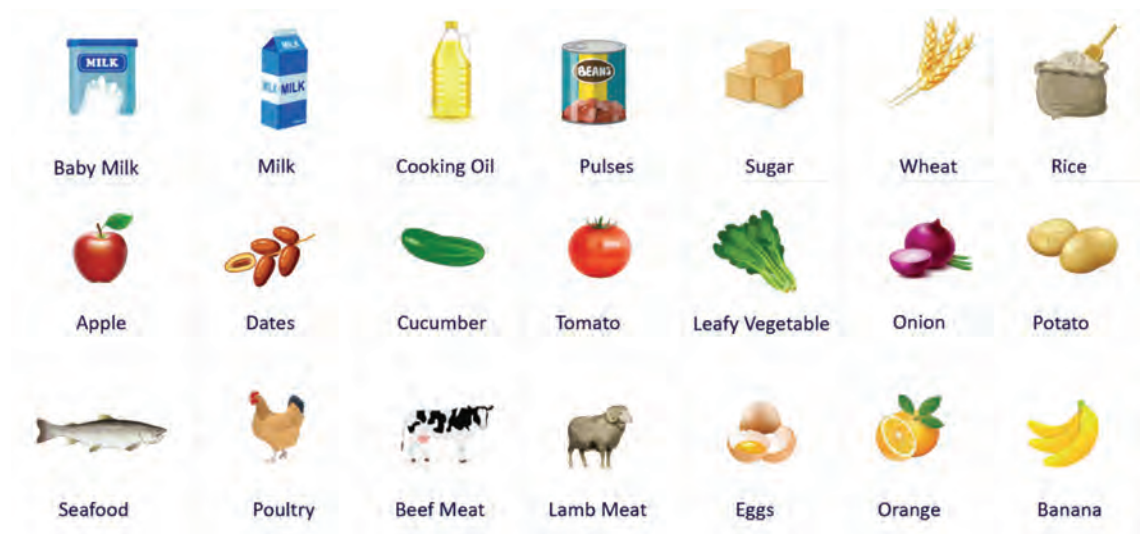 MILK
MILK
MILK MILK
BEANS
Baby Milk
Milk
Cooking Oil
Pulses
Sugar
Wheat
Rice
Apple
Dates
Cucumber
Tomato
Leafy Vegetable
Onion
Potato
Seafood
Poultry
Beef Meat
Lamb Meat
Eggs
Orange
Banana